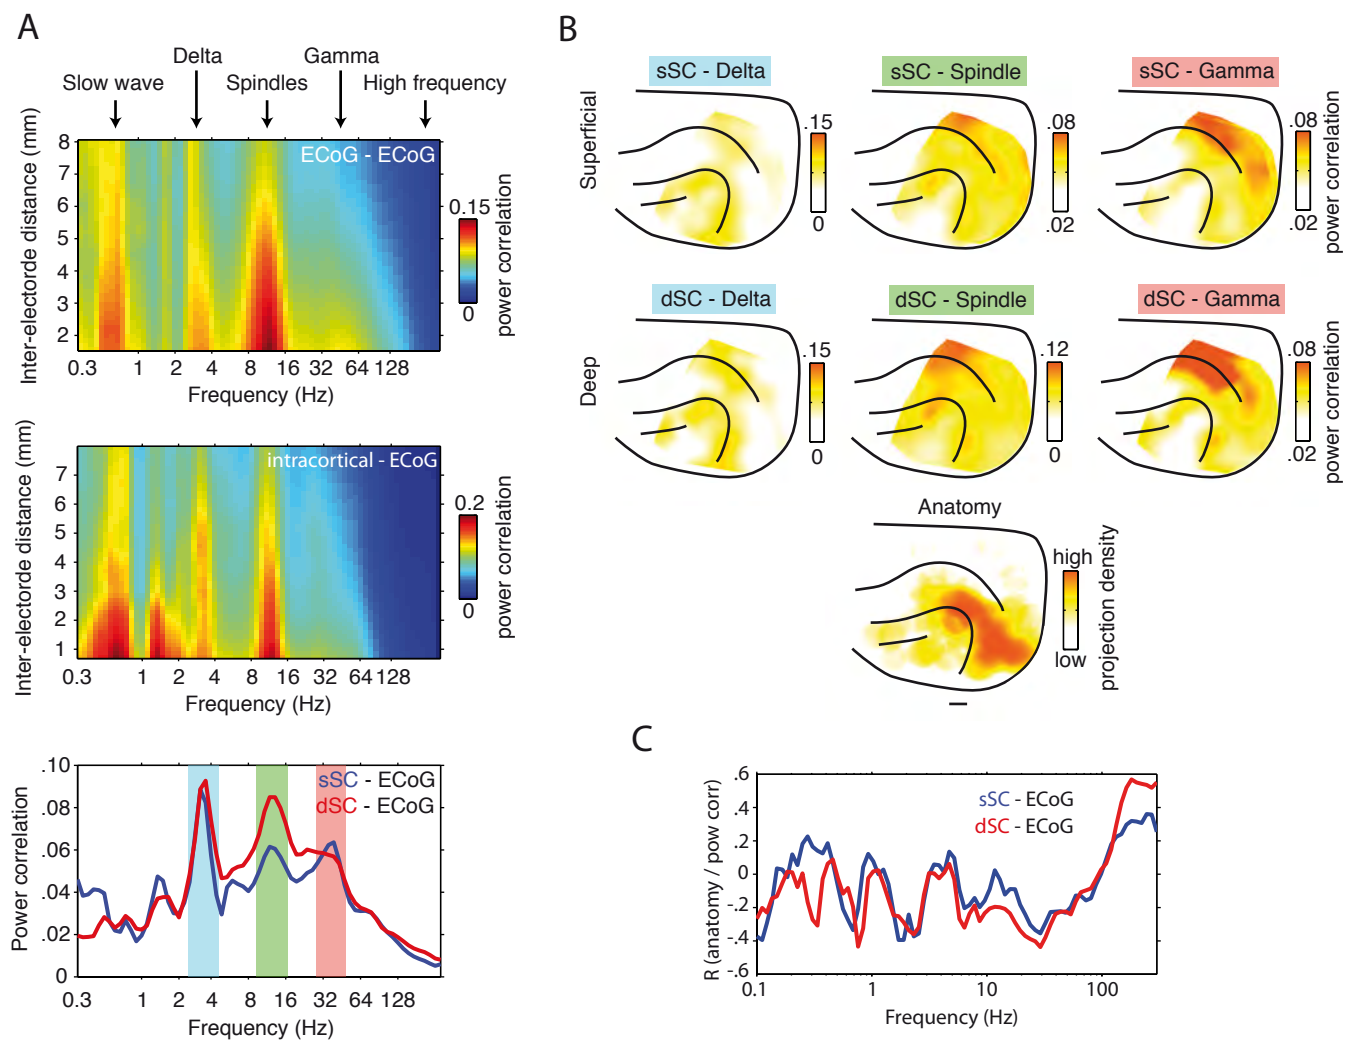 A
Delta
Gamma
Slow wave
Spindles
High frequency
Inter-electorde distance (mm)
8
7
6
5
4
3
2
ECoG - ECoG
0.15
0
power correlation
0.3 1 2 4 8 16 32 64 128
Frequency (Hz)
Inter-electorde distance (mm)
7
6
5
4
3
2
1
intracortical - ECoG
0.2
0
power correlation
0.3 1 2 4 8 16 32 64 128
Frequency (Hz)
Power correlation
.10
.08
.06
.04
.02
0
sSC - ECoG
dSC - ECoG
0.3 1 2 4 8 16 32 64 128
Frequency (Hz)
B
Superficial
sSC - Delta
.15
0
sSC - Spindle
.08
.02
sSC - Gamma
.08
.02
power correlation
Deep
dSC - Delta
.15
0
dSC - Spindle
.12
0
dSC - Gamma
.08
.02
power correlation
Anatomy
high
low
projection density
C
R (anatomy / pow corr)
.6
.4
.2
0
-.2
-.4
-.6
sSC - ECoG
dSC - ECoG
0.1 1 10 100
Frequency (Hz)